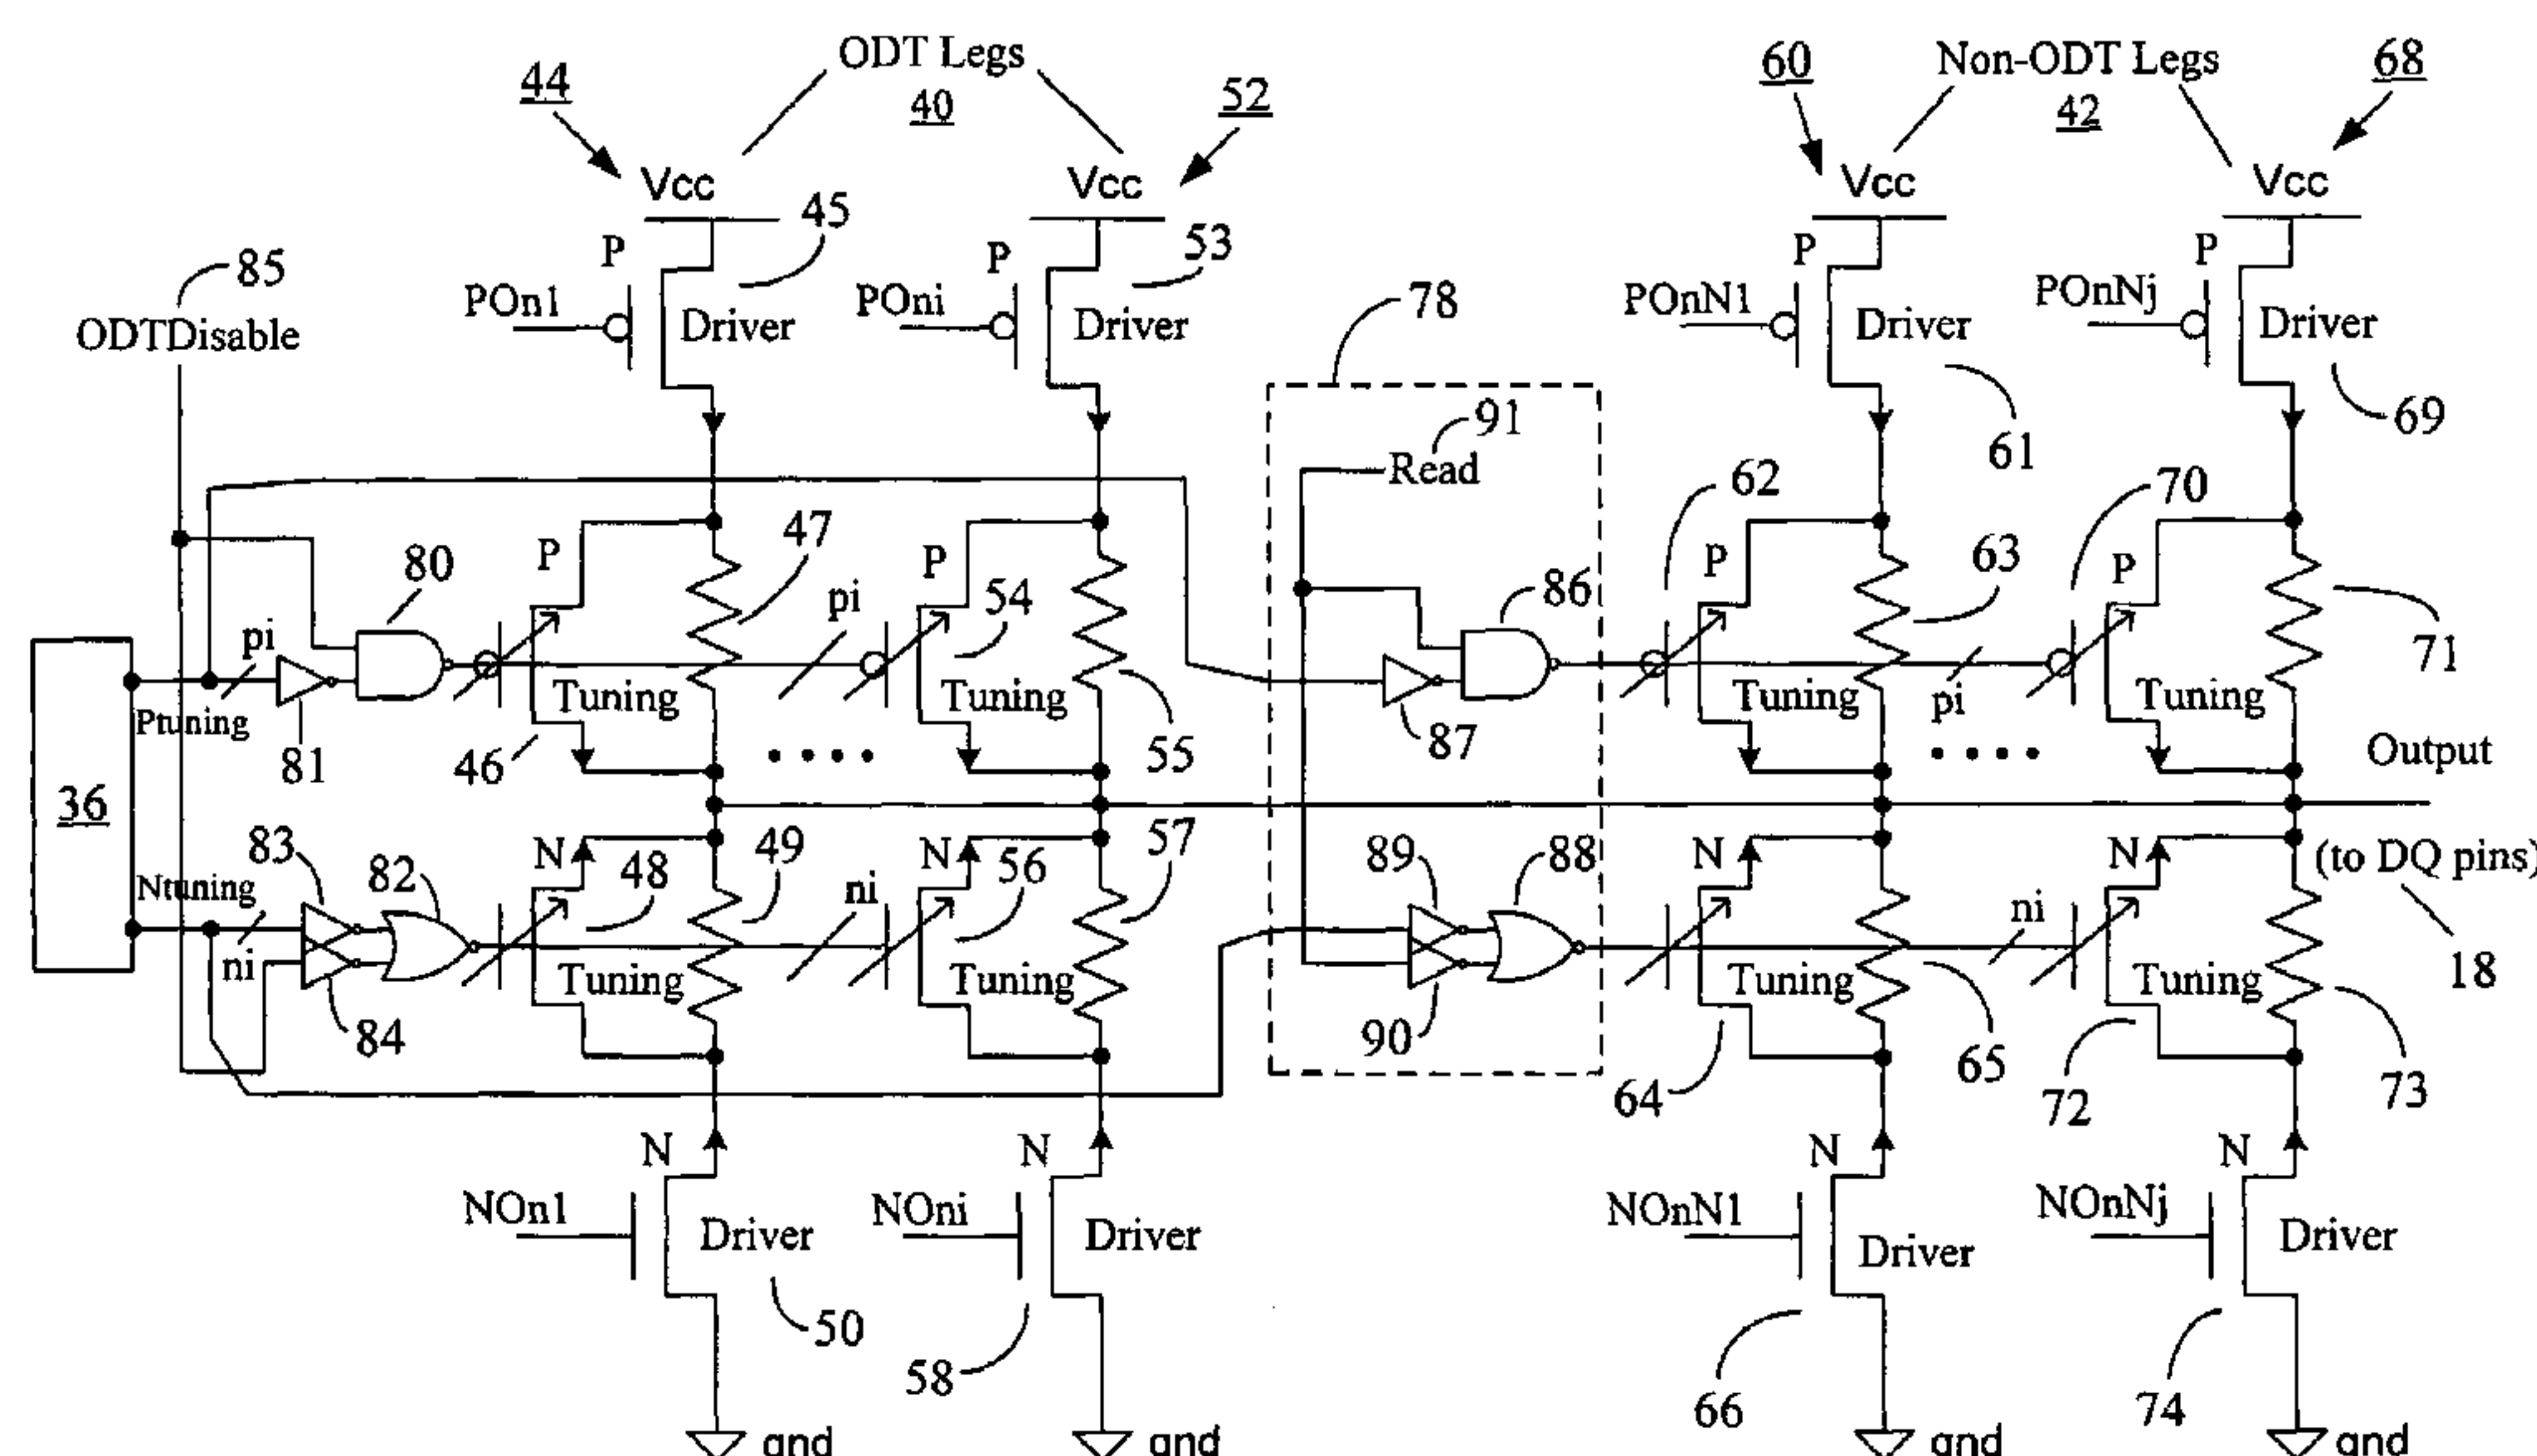 ODT Legs
40
44
52
Non-ODT Legs
42
60
68
Vcc
Vcc
Vcc
Vcc
45
53
85
ODTDisable
P
P
P
P
POn1
POni
POnN1
POnNj
Driver
Driver
Driver
Driver
78
91
Read
61
69
62
70
47
80
P
P
P
P
pi
pi
54
86
63
71
Ptuning
81
Tuning
Tuning
Tuning
Tuning
46
55
87
pi
Output
36
83
82
N
N
N
N
48
49
56
57
89
88
(to DQ pins)
18
Ntuning
ni
ni
ni
Tuning
Tuning
Tuning
Tuning
84
90
64
65
72
73
N
N
N
N
NOn1
NOni
NOnN1
NOnNj
Driver
Driver
Driver
Driver
50
58
66
74
gnd
gnd
gnd
gnd